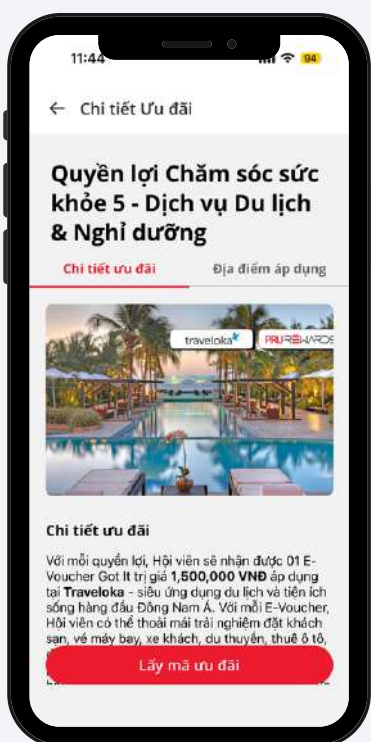 11:44
94
← Chi tiết Ưu đãi
Quyền lợi Chăm sóc sức
khỏe 5 - Dịch vụ Du lịch
& Nghỉ dưỡng
Chi tiết ưu đãi
Địa điểm áp dụng
traveloka
PRUREWARDS
Chi tiết ưu đãi
Với mỗi quyền lợi, Hội viên sẽ nhận được 01 E-
Voucher Got It trị giá 1,500,000 VNĐ áp dụng
tại Traveloka - siêu ứng dụng du lịch và tiện ích
sống hàng đầu Đông Nam Á. Với mỗi E-Voucher,
Hội viên có thể thoải mái trải nghiệm đặt khách
sạn, vé máy bay, xe khách, du thuyền, thuê ô tô,
Lấy mã ưu đãi